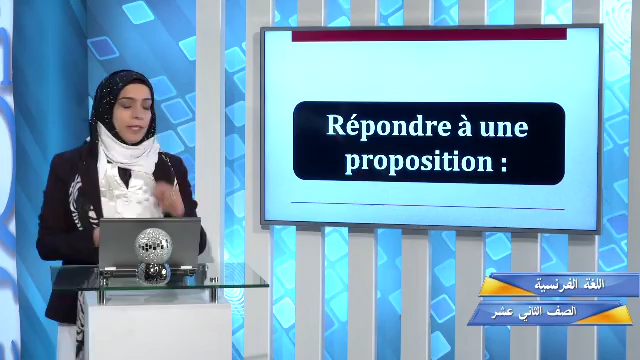 Répondre à une
proposition :
اللغة الفرنسية
الصف الثاني عشر